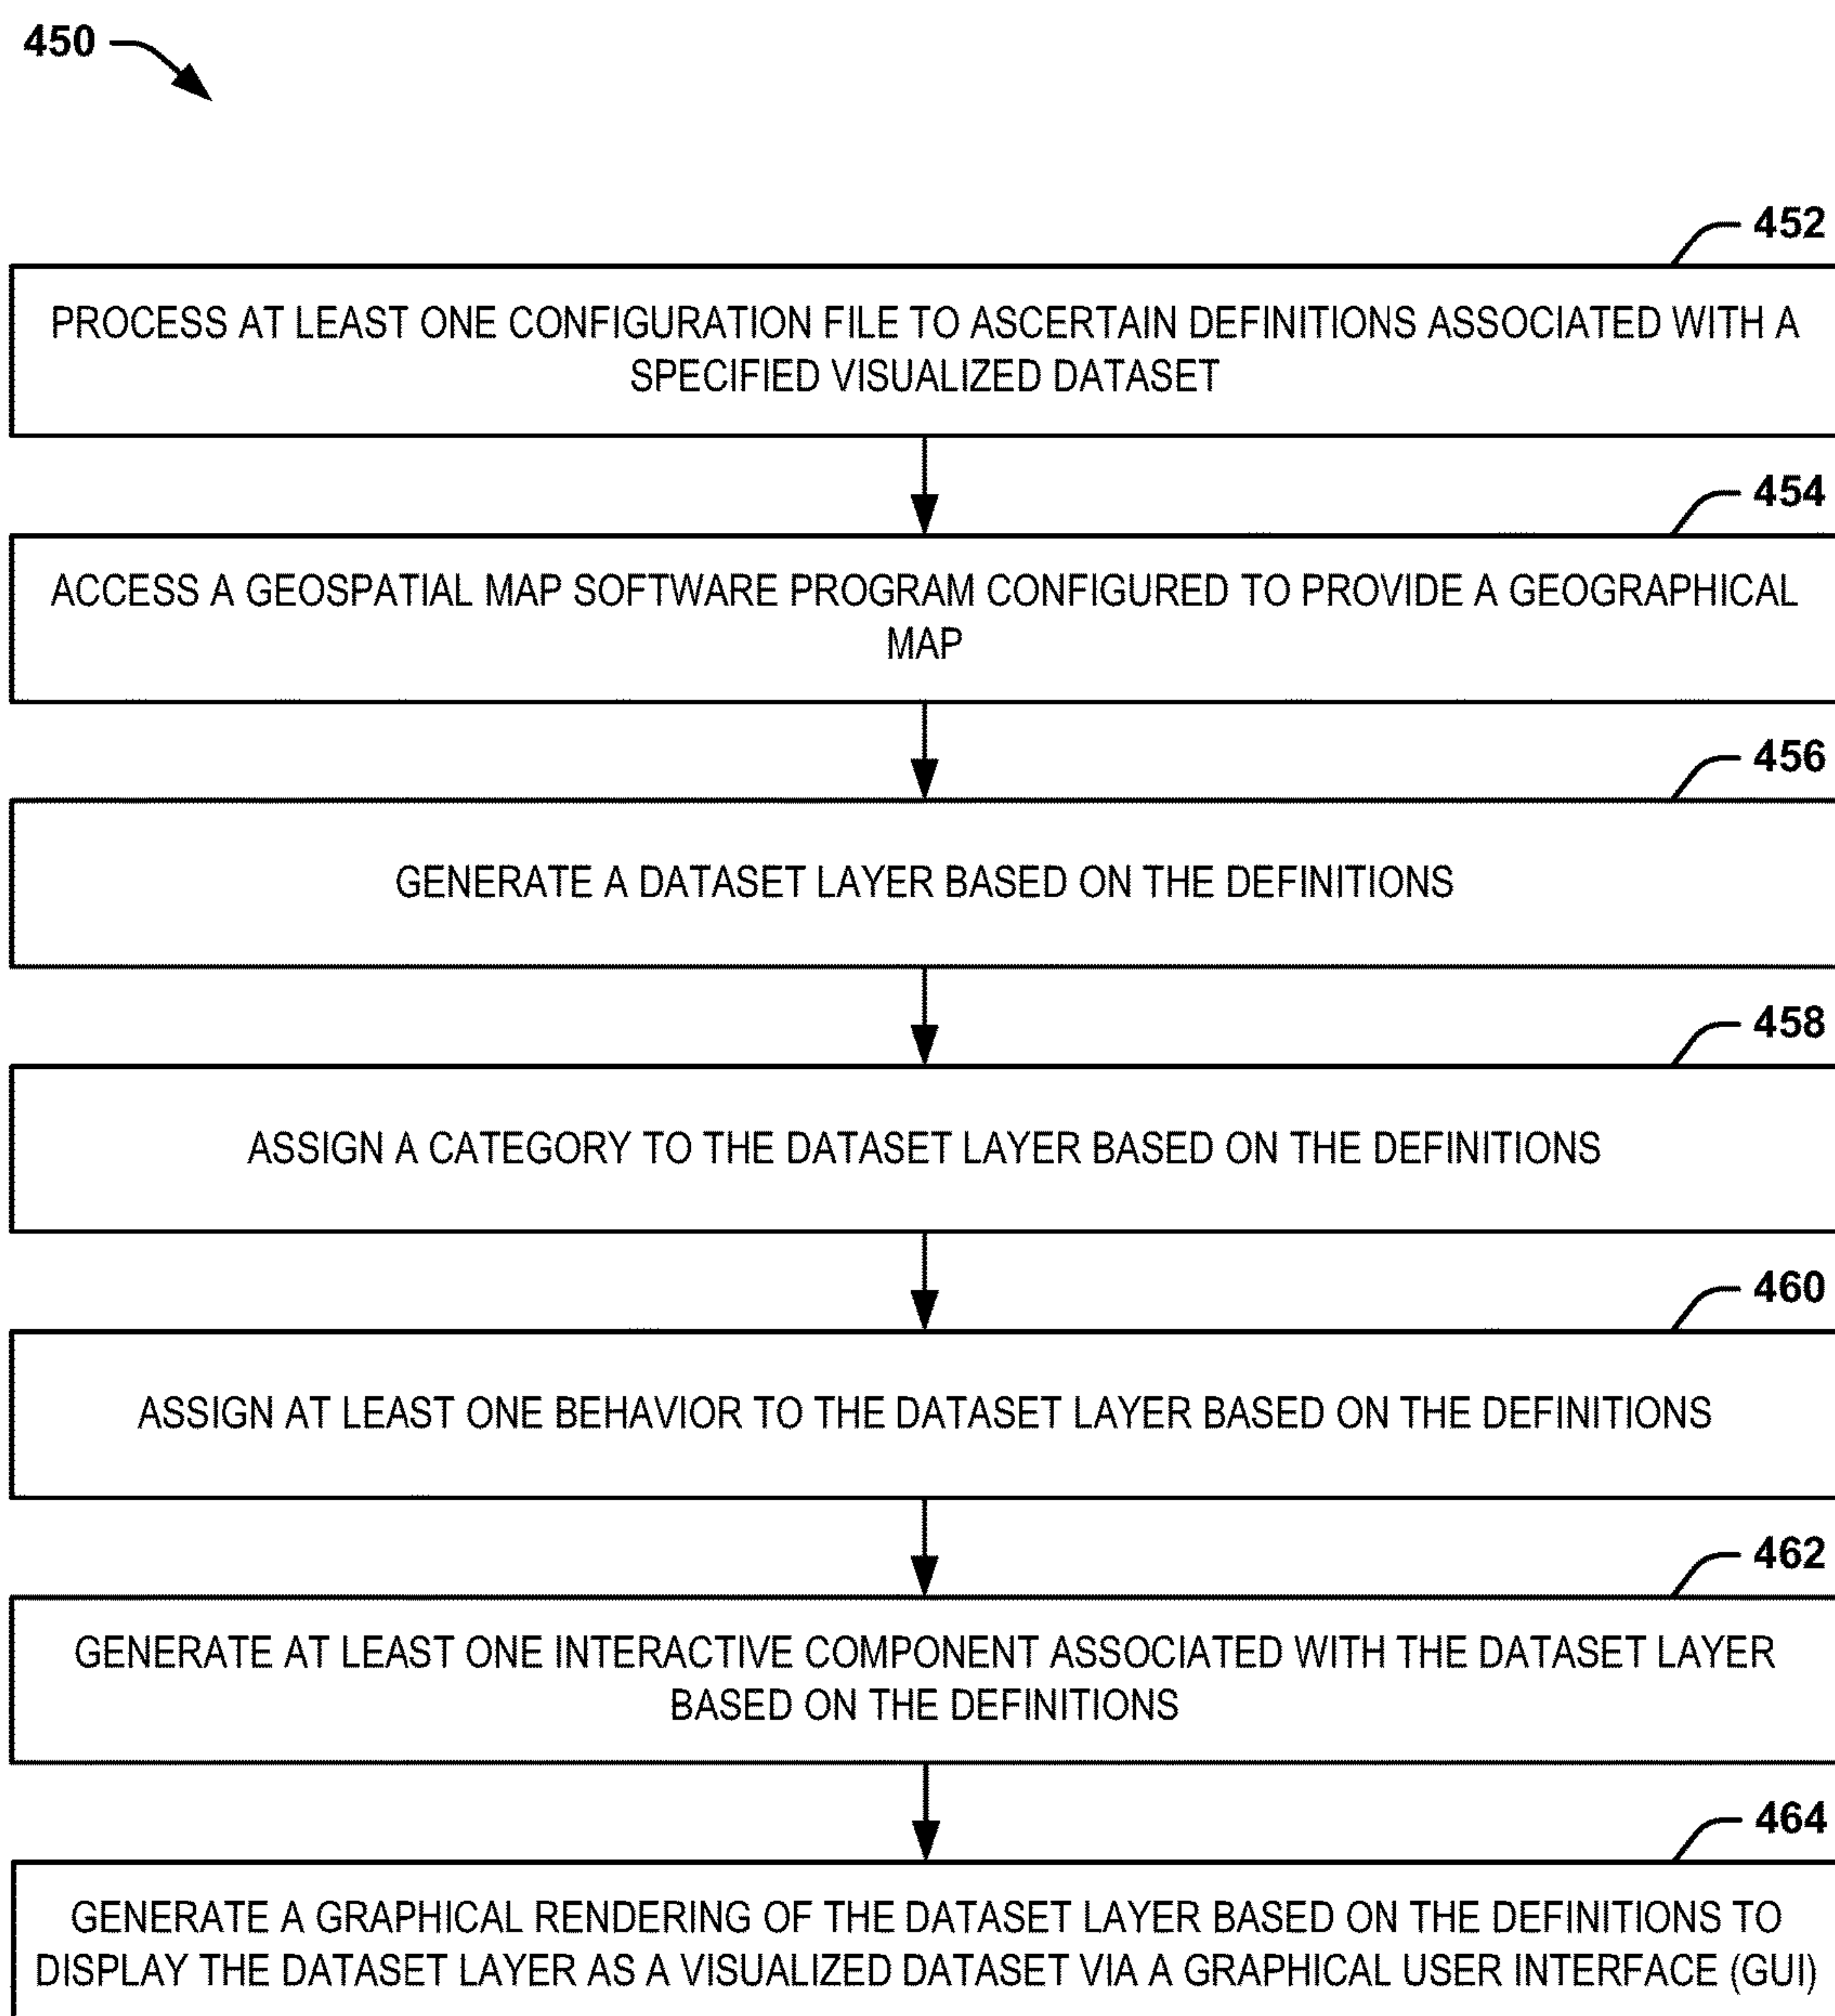 450
452
PROCESS AT LEAST ONE CONFIGURATION FILE TO ASCERTAIN DEFINITIONS ASSOCIATED WITH A
SPECIFIED VISUALIZED DATASET
454
ACCESS A GEOSPATIAL MAP SOFTWARE PROGRAM CONFIGURED TO PROVIDE A GEOGRAPHICAL
MAP
456
GENERATE A DATASET LAYER BASED ON THE DEFINITIONS
458
ASSIGN A CATEGORY TO THE DATASET LAYER BASED ON THE DEFINITIONS
460
ASSIGN AT LEAST ONE BEHAVIOR TO THE DATASET LAYER BASED ON THE DEFINITIONS
462
GENERATE AT LEAST ONE INTERACTIVE COMPONENT ASSOCIATED WITH THE DATASET LAYER
BASED ON THE DEFINITIONS
464
GENERATE A GRAPHICAL RENDERING OF THE DATASET LAYER BASED ON THE DEFINITIONS TO
DISPLAY THE DATASET LAYER AS A VISUALIZED DATASET VIA A GRAPHICAL USER INTERFACE (GUI)